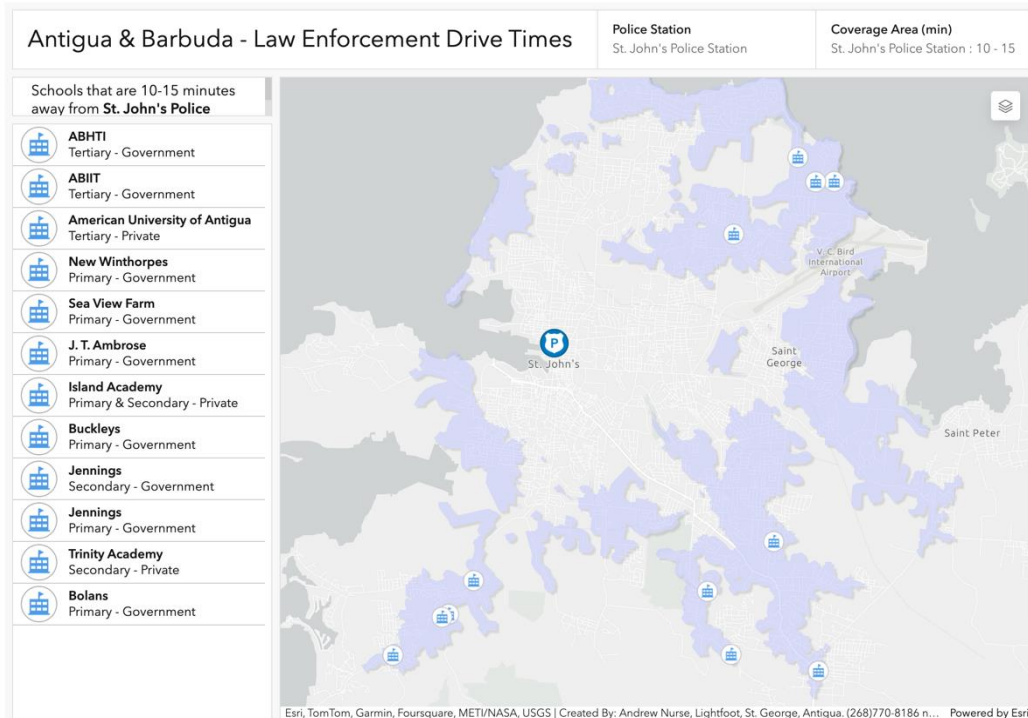 Antigua & Barbuda - Law Enforcement Drive Times
Police Station
St. John's Police Station
Coverage Area (min)
St. John's Police Station : 10 - 15
Schools that are 10-15 minutes
away from St. John's Police
ABHTI
Tertiary - Government
ABIIT
Tertiary - Government
American University of Antigua
Tertiary - Private
New Winthorpes
Primary - Government
Sea View Farm
Primary - Government
J. T. Ambrose
Primary - Government
Island Academy
Primary & Secondary - Private
Buckleys
Primary - Government
Jennings
Secondary - Government
Jennings
Primary - Government
Trinity Academy
Secondary - Private
Bolans
Primary - Government
V. C. Bird
International
Airport
P
St. John's
Saint
George
Saint Peter
Esri, TomTom, Garmin, Foursquare, METI/NASA, USGS | Created By: Andrew Nurse, Lightfoot, St. George, Antigua. (268)770-8186 n... Powered by Esri